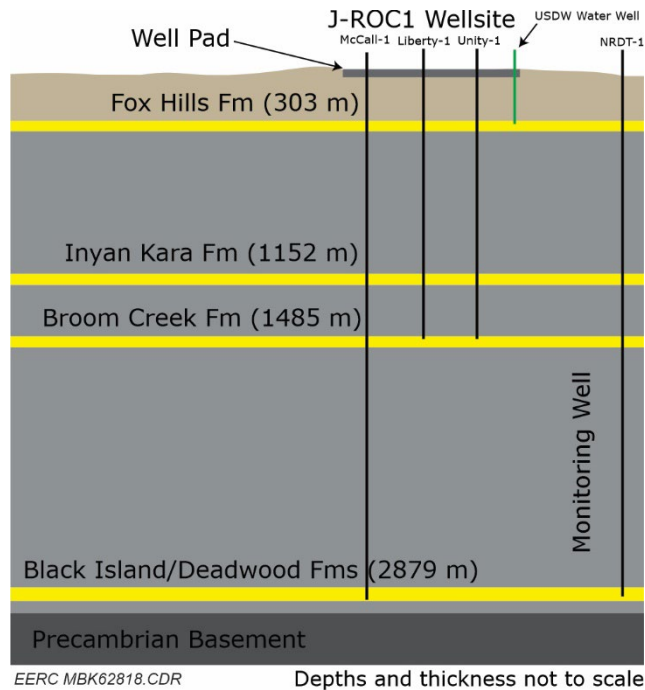 J-ROC1 Wellsite
USDW Water Well
Well Pad
McCall-1
Liberty-1
Unity-1
NRDT-1
Fox Hills Fm (303 m)
Inyan Kara Fm (1152 m)
Broom Creek Fm (1485 m)
Monitoring Well
Black Island/Deadwood Fms (2879 m)
Precambrian Basement
EERC MBK62818.CDR
Depths and thickness not to scale